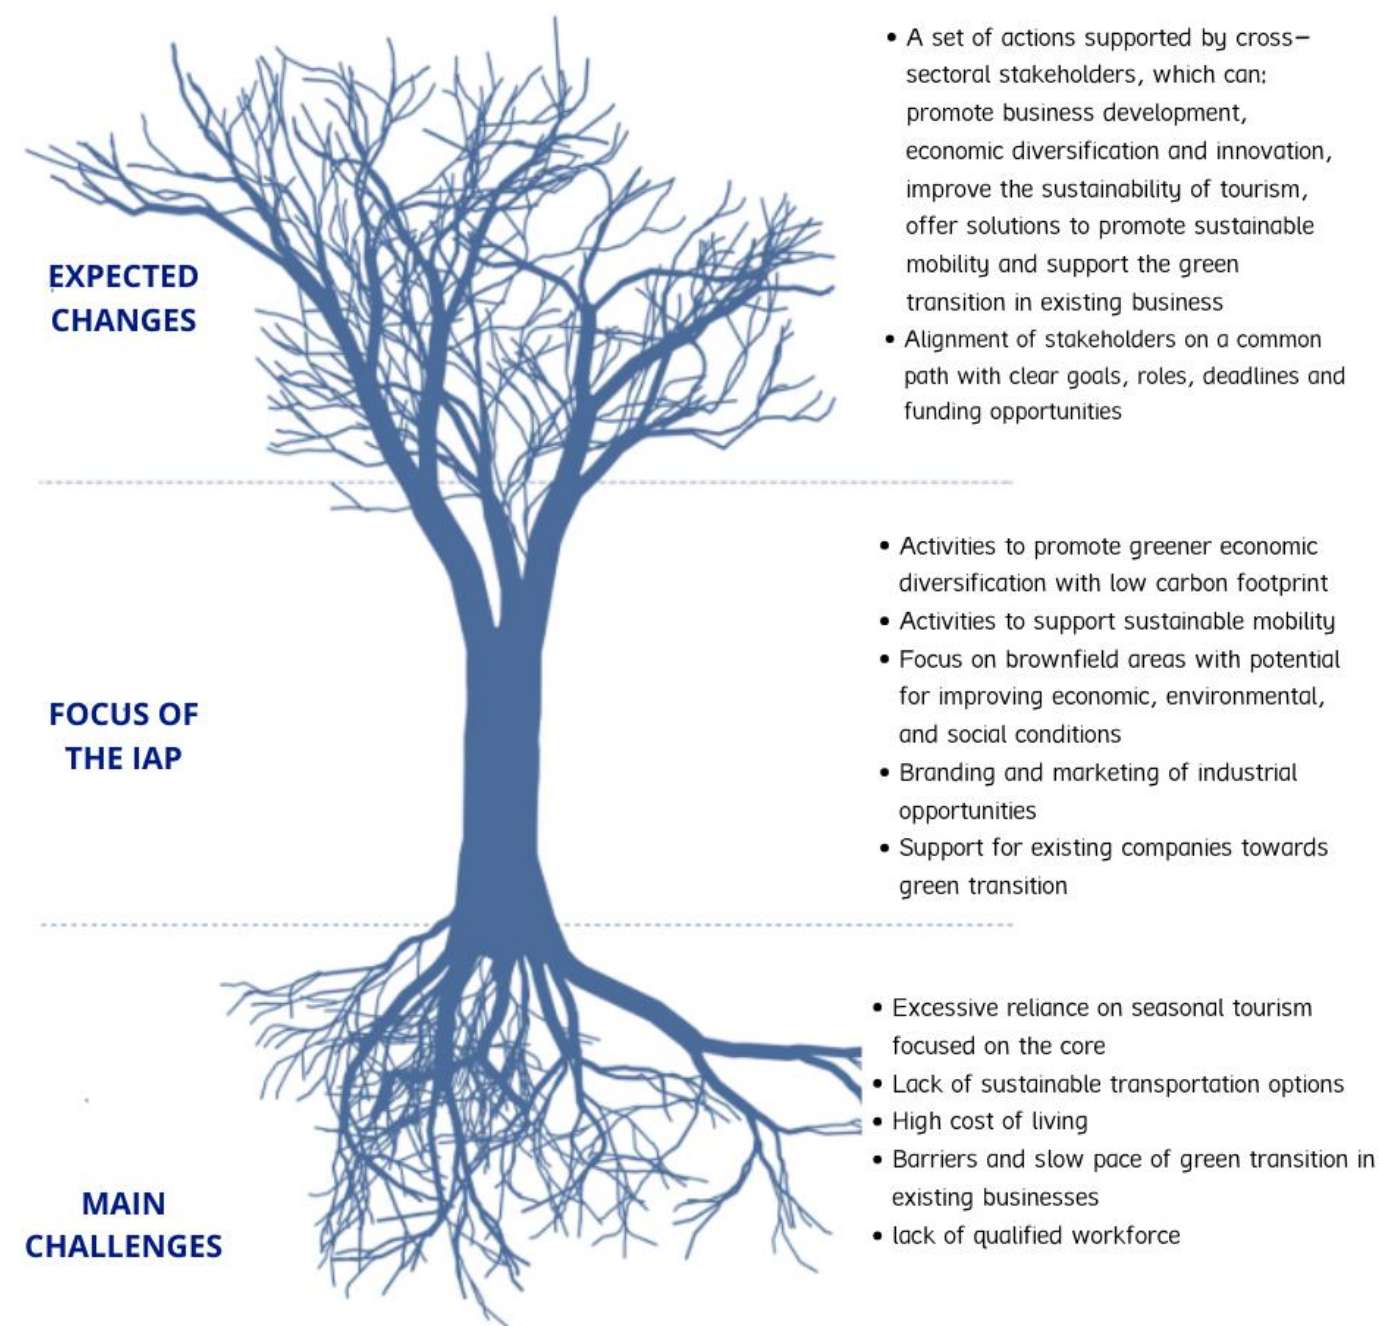 • A set of actions supported by cross–
sectoral stakeholders, which can:
promote business development,
economic diversification and innovation,
improve the sustainability of tourism,
offer solutions to promote sustainable
mobility and support the green
transition in existing business
• Alignment of stakeholders on a common
path with clear goals, roles, deadlines and
funding opportunities
EXPECTED
CHANGES
• Activities to promote greener economic
diversification with low carbon footprint
• Activities to support sustainable mobility
• Focus on brownfield areas with potential
for improving economic, environmental,
and social conditions
• Branding and marketing of industrial
opportunities
• Support for existing companies towards
green transition
FOCUS OF
THE IAP
• Excessive reliance on seasonal tourism
focused on the core
• Lack of sustainable transportation options
• High cost of living
• Barriers and slow pace of green transition in
existing businesses
• lack of qualified workforce
MAIN
CHALLENGES